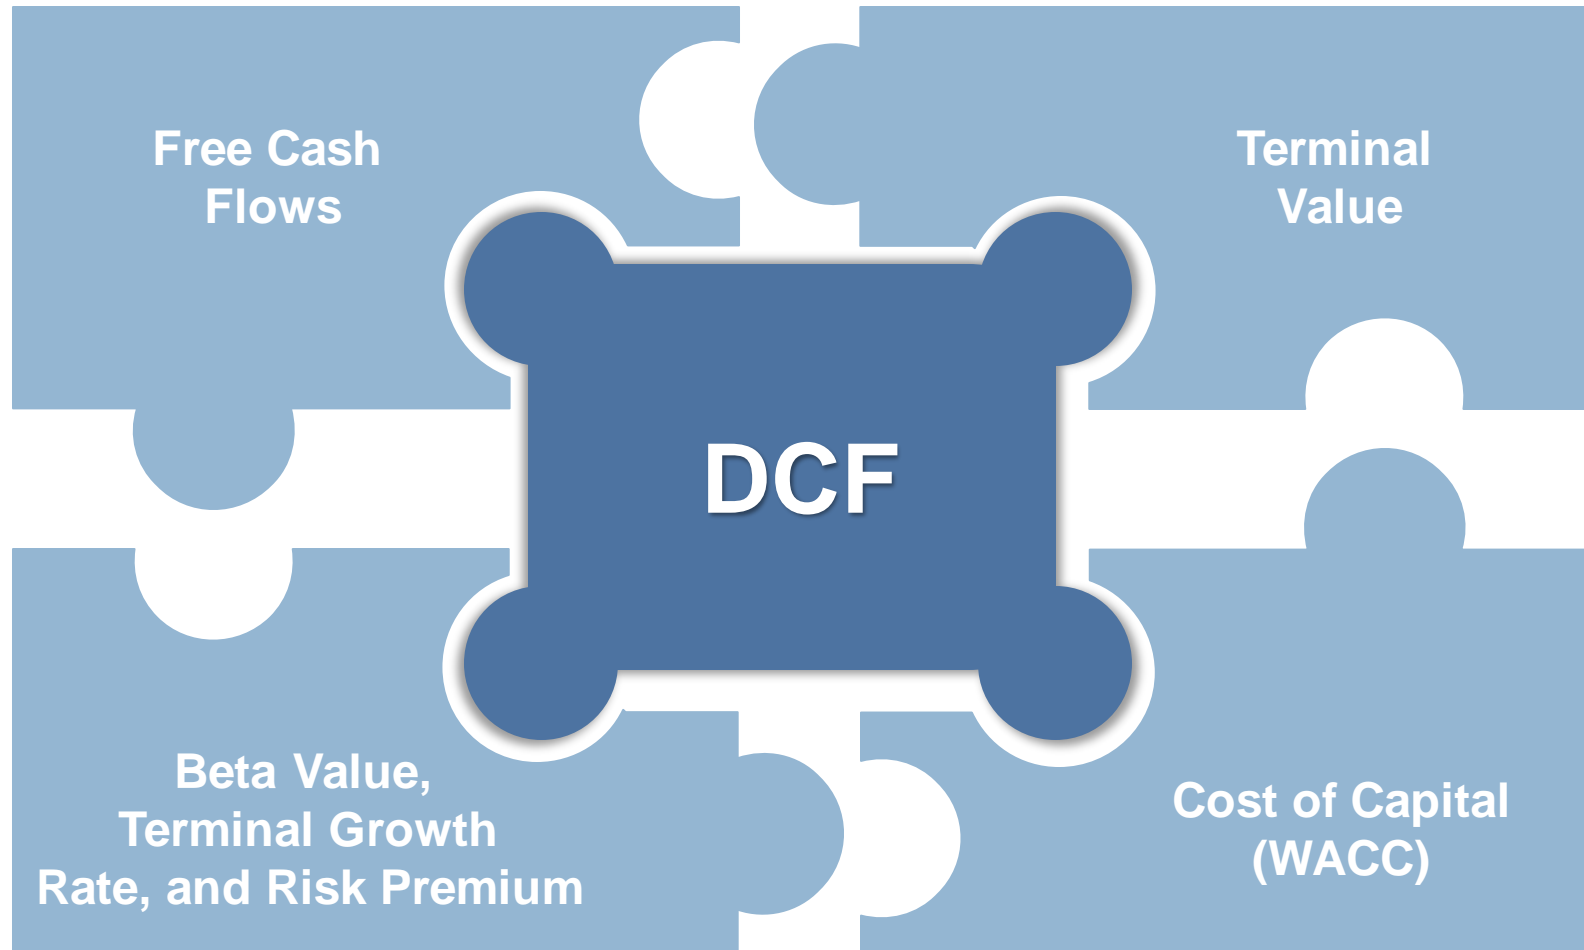 Free Cash
Flows
Terminal
Value
DCF
Beta Value,
Terminal Growth
Rate, and Risk Premium
Cost of Capital
(WACC)